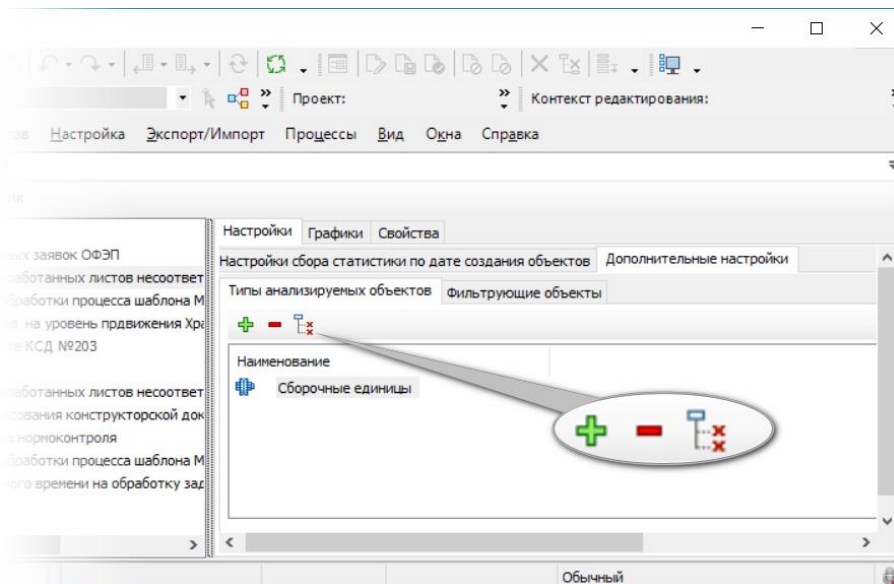 Проект:
Контекст редактирования:
Настройка Экспорт/Импорт Процессы Вид Окна Справка
Настройки Графики Свойства
Настройки сбора статистики по дате создания объектов Дополнительные настройки
Типы анализируемых объектов Фильтрующие объекты
Наименование
Сборочные единицы
ных заявок ОФЭП
работанных листов несоответ
бработки процесса шаблона М
ов на уровень прдвижения Хра
те КСД №203
работанных листов несоответ
сования конструкторской док
а нормоконтроля
бработки процесса шаблона М
ого времени на обработку зад
Обычный